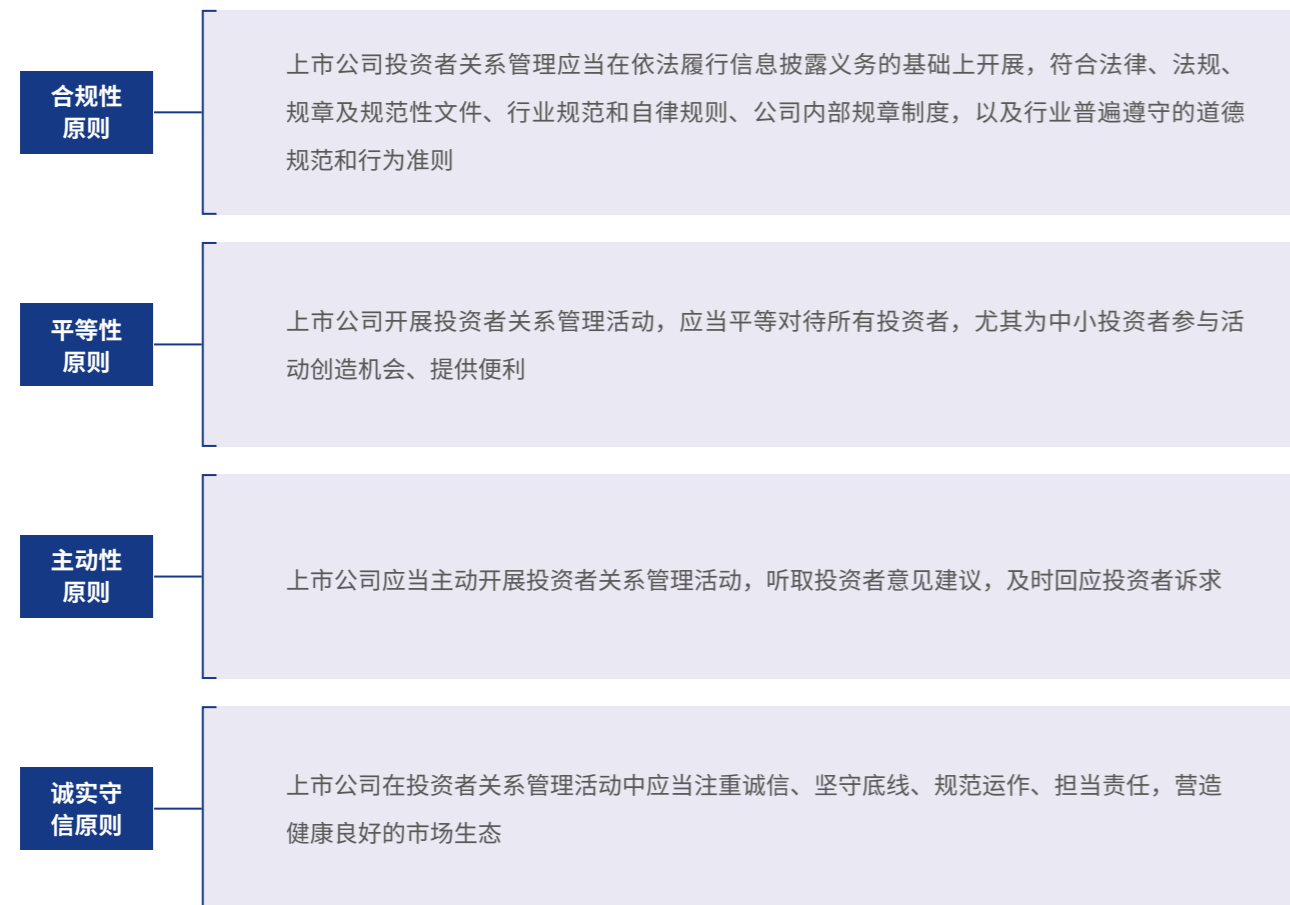 合规性
原则
上市公司投资者关系管理应当在依法履行信息披露义务的基础上开展，符合法律、法规、
规章及规范性文件、行业规范和自律规则、公司内部规章制度，以及行业普遍遵守的道德
规范和行为准则
平等性
原则
上市公司开展投资者关系管理活动，应当平等对待所有投资者，尤其为中小投资者参与活
动创造机会、提供便利
主动性
原则
上市公司应当主动开展投资者关系管理活动，听取投资者意见建议，及时回应投资者诉求
诚实守
信原则
上市公司在投资者关系管理活动中应当注重诚信、坚守底线、规范运作、担当责任，营造
健康良好的市场生态